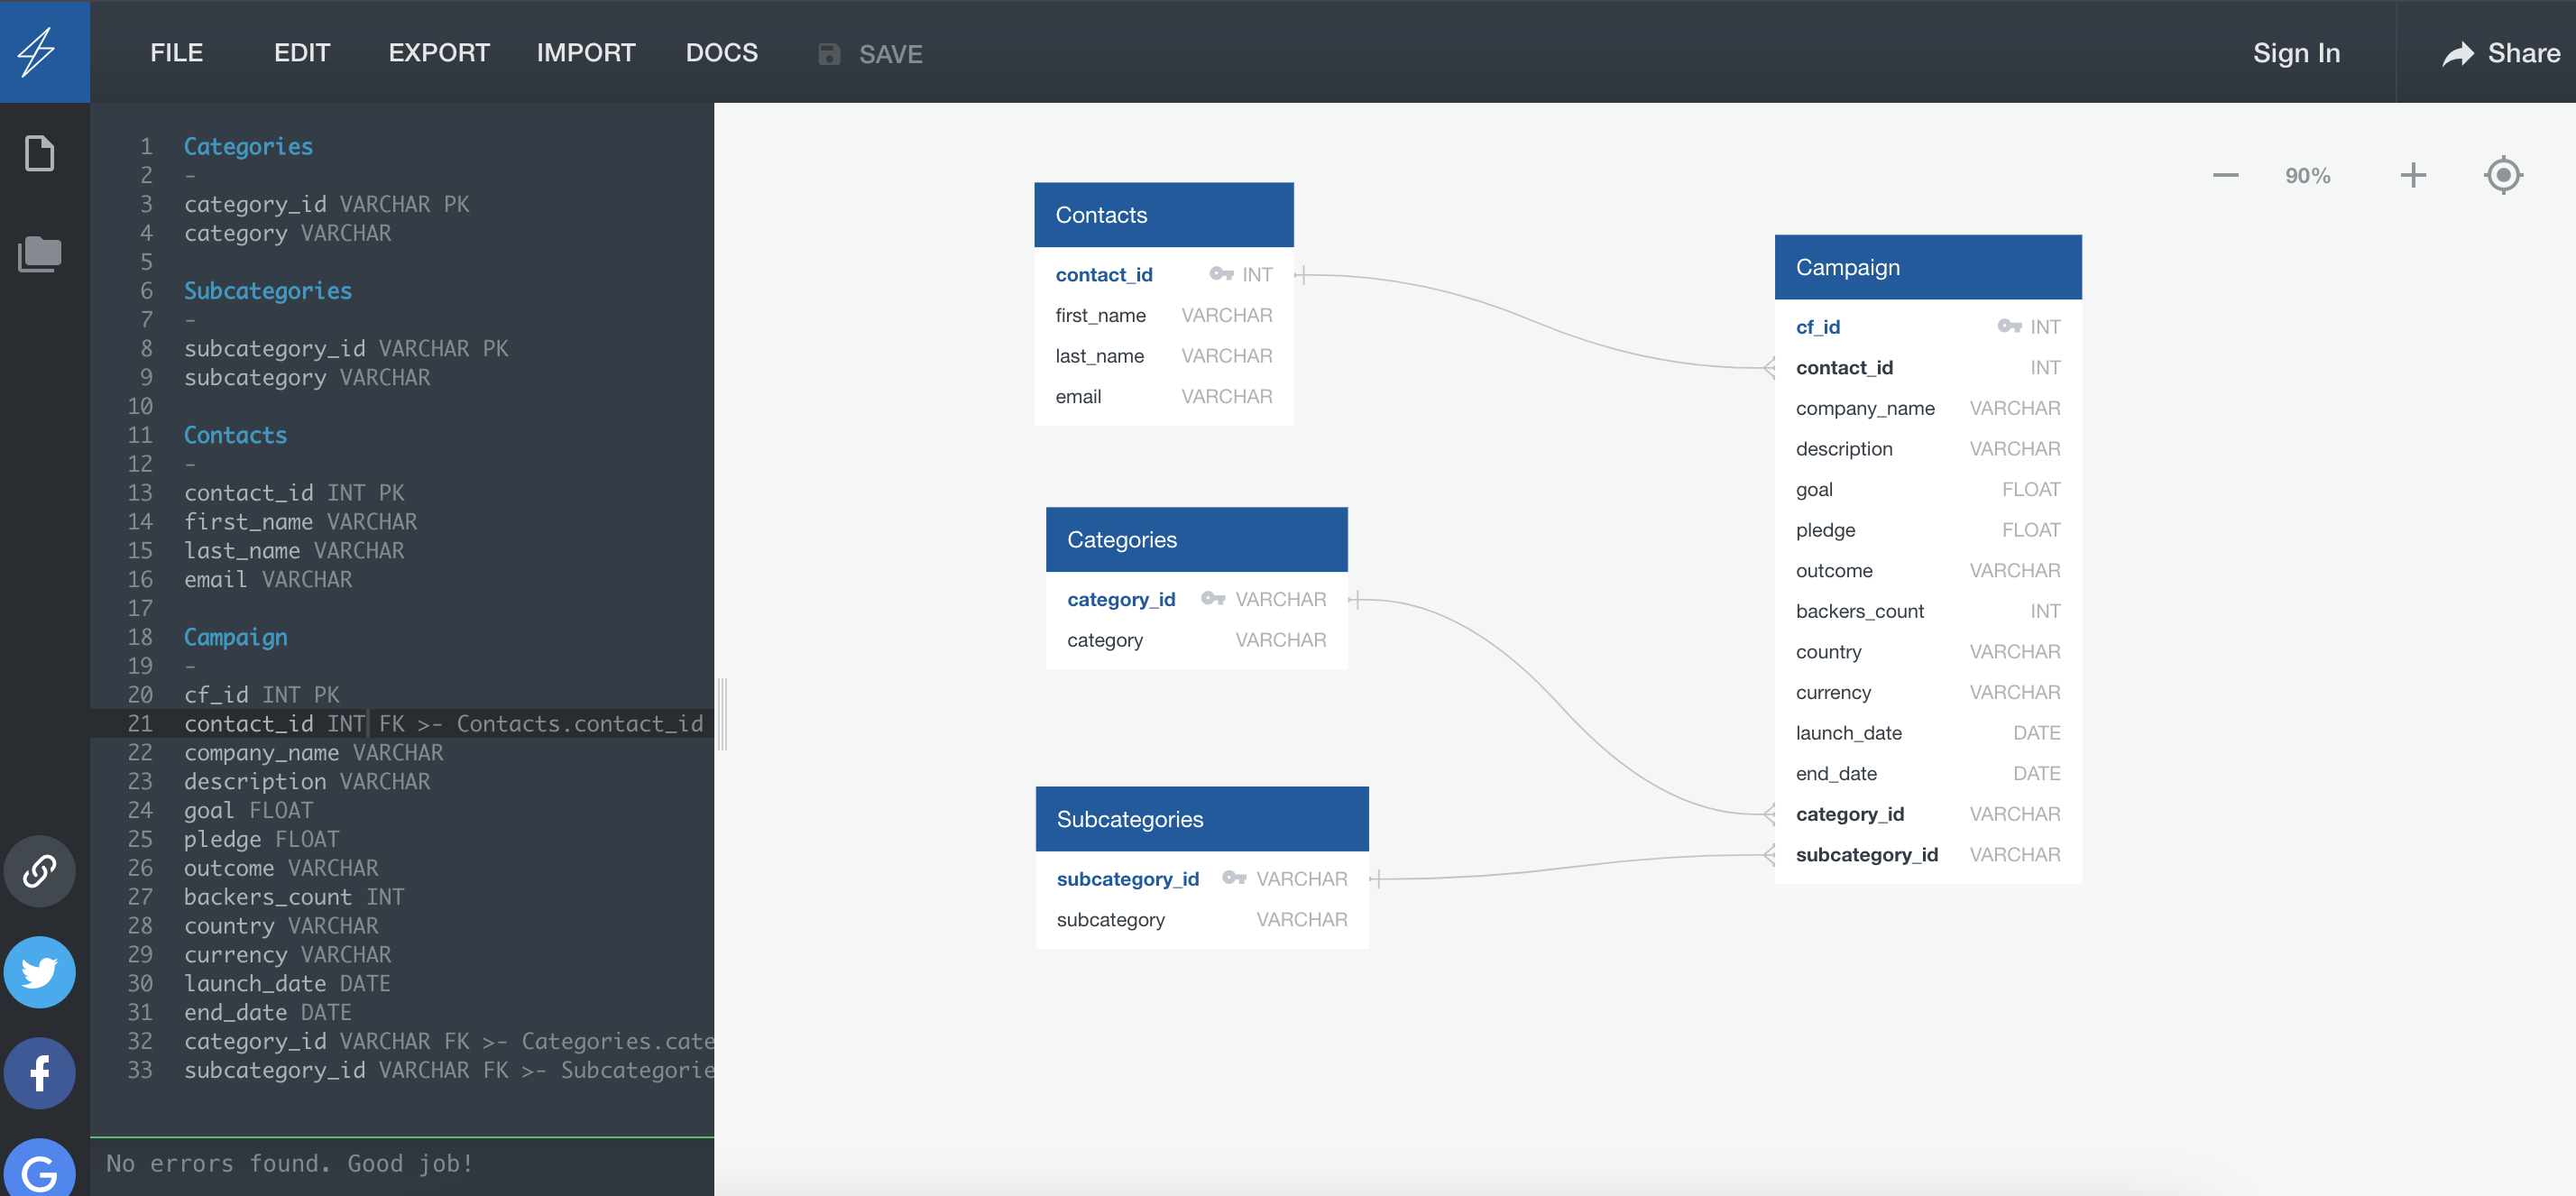 FILE EDIT EXPORT IMPORT DOCS SAVE Sign In Share
1 Categories
2 -
3 category_id VARCHAR PK
4 category VARCHAR
5
6 Subcategories
7 -
8 subcategory_id VARCHAR PK
9 subcategory VARCHAR
10
11 Contacts
12 -
13 contact_id INT PK
14 first_name VARCHAR
15 last_name VARCHAR
16 email VARCHAR
17
18 Campaign
19 -
20 cf_id INT PK
21 contact_id INT FK >- Contacts.contact_id
22 company_name VARCHAR
23 description VARCHAR
24 goal FLOAT
25 pledge FLOAT
26 outcome VARCHAR
27 backers_count INT
28 country VARCHAR
29 currency VARCHAR
30 launch_date DATE
31 end_date DATE
32 category_id VARCHAR FK >- Categories.cate
33 subcategory_id VARCHAR FK >- Subcategorie
No errors found. Good job!
90%
Contacts
contact_id INT
first_name VARCHAR
last_name VARCHAR
email VARCHAR
Categories
category_id VARCHAR
category VARCHAR
Subcategories
subcategory_id VARCHAR
subcategory VARCHAR
Campaign
cf_id INT
contact_id INT
company_name VARCHAR
description VARCHAR
goal FLOAT
pledge FLOAT
outcome VARCHAR
backers_count INT
country VARCHAR
currency VARCHAR
launch_date DATE
end_date DATE
category_id VARCHAR
subcategory_id VARCHAR